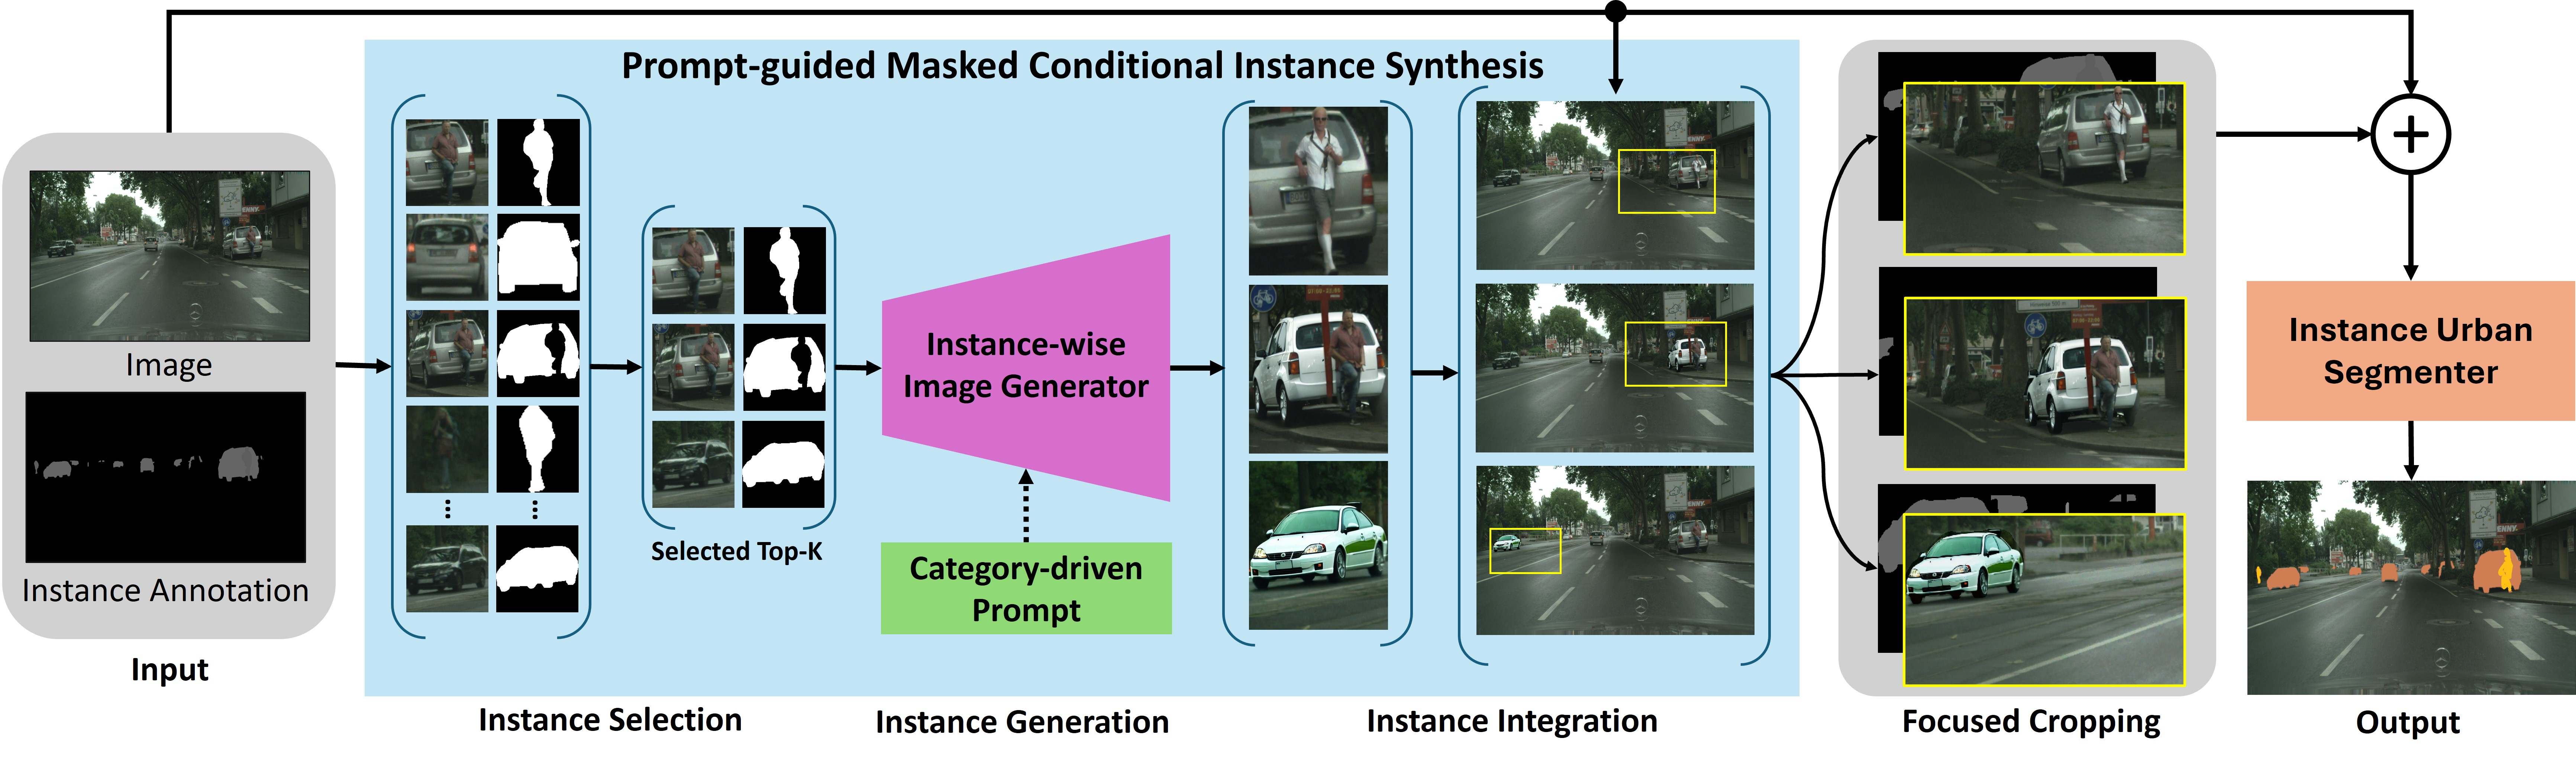 Prompt-guided Masked Conditional Instance Synthesis
Image
Instance Annotation
Input
Selected Top-K
Instance-wise
Image Generator
Category-driven
Prompt
Instance Urban
Segmenter
Instance Selection
Instance Generation
Instance Integration
Focused Cropping
Output